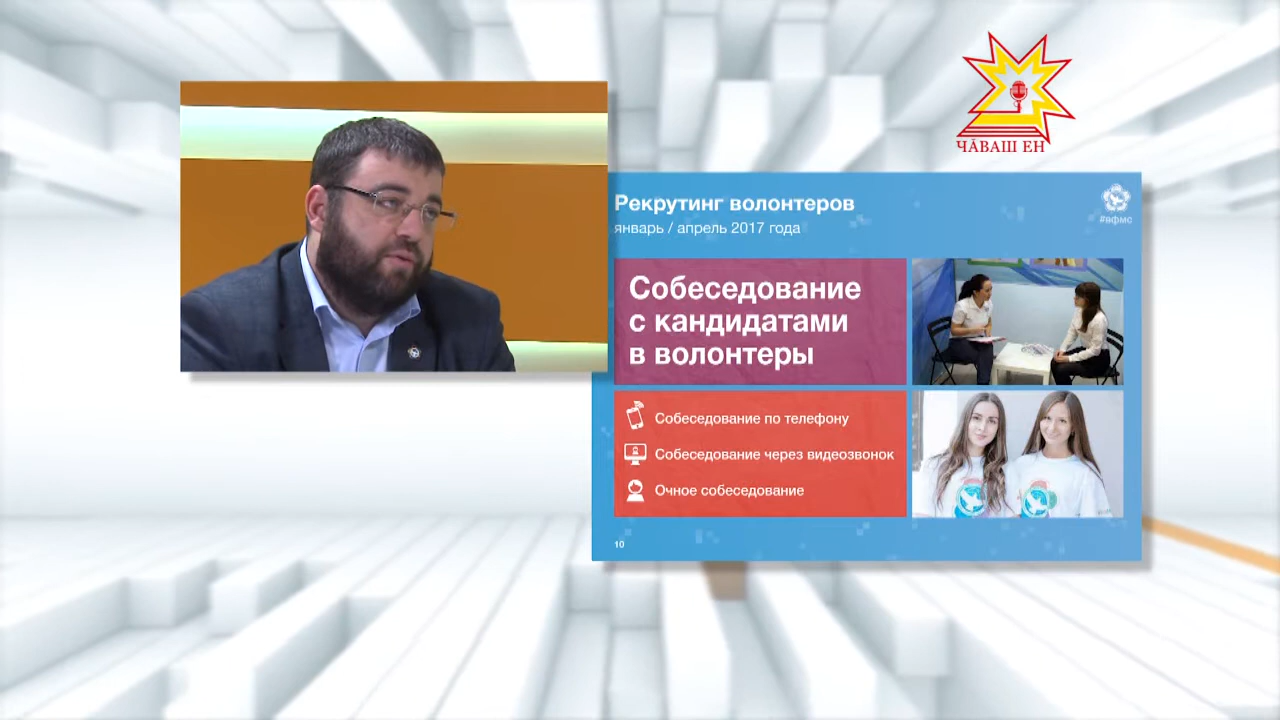 ЧӐВАШ ЕН
Рекрутинг волонтеров
январь / апрель 2017 года
#вфмс
Собеседование
с кандидатами
в волонтеры
Собеседование по телефону
Собеседование через видеозвонок
Очное собеседование
10